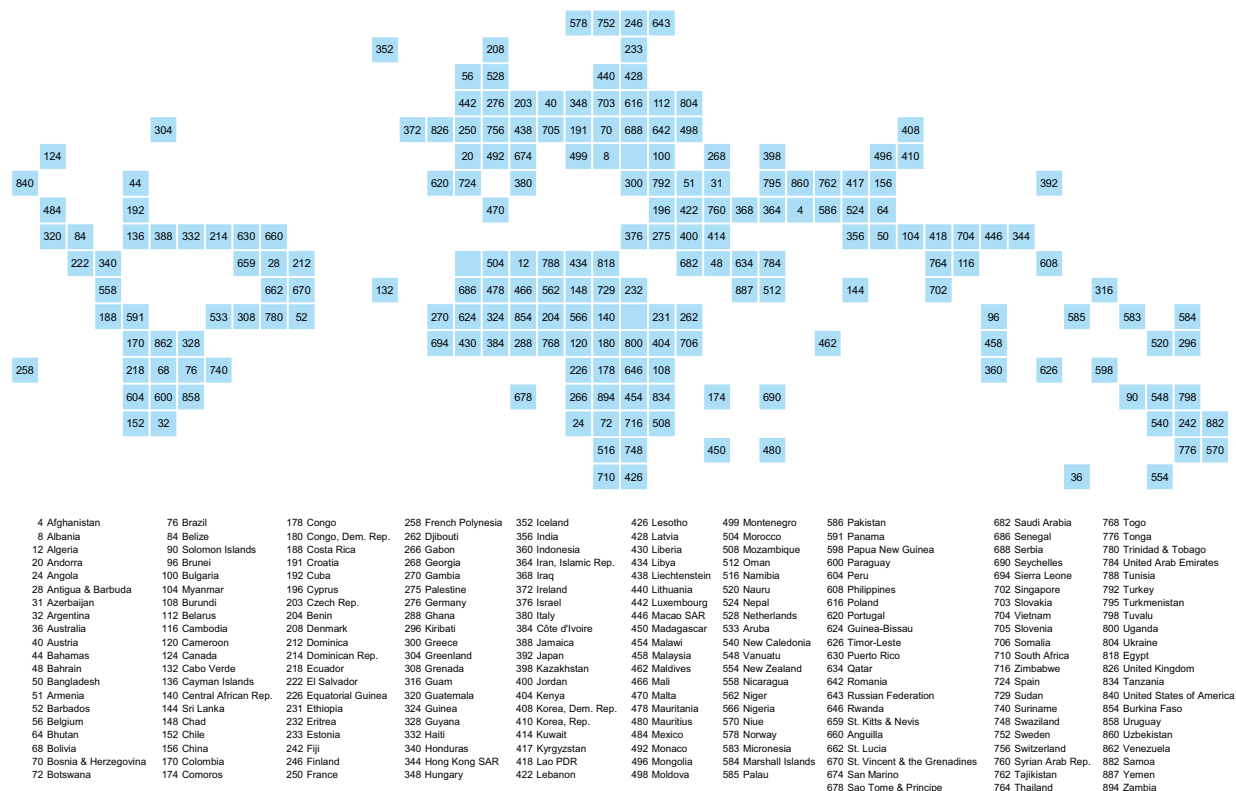 578 752 246 643
352 208 233
56 528 440 428
442 276 203 40 348 703 616 112 804
304 372 826 250 756 438 705 191 70 688 642 498 408
124 20 492 674 499 8 100 268 398 496 410
840 44 620 724 380 300 792 51 31 795 860 762 417 156 392
484 192 470 196 422 760 368 364 4 586 524 64
320 84 136 388 332 214 630 660 376 275 400 414 356 50 104 418 704 446 344
222 340 659 28 212 504 12 788 434 818 682 48 634 784 764 116 608
558 662 670 132 686 478 466 562 148 729 232 887 512 144 702 316
188 591 533 308 780 52 270 624 324 854 204 566 140 231 262 96 585 583 584
170 862 328 694 430 384 288 768 120 180 800 404 706 462 458 520 296
258 218 68 76 740 226 178 646 108 360 626 598
604 600 858 678 266 894 454 834 174 690 90 548 798
152 32 24 72 716 508 540 242 882
516 748 450 480 776 570
710 426 36 554
4 Afghanistan
8 Albania
12 Algeria
20 Andorra
24 Angola
28 Antigua & Barbuda
31 Azerbaijan
32 Argentina
36 Australia
40 Austria
44 Bahamas
48 Bahrain
50 Bangladesh
51 Armenia
52 Barbados
56 Belgium
64 Bhutan
68 Bolivia
70 Bosnia & Herzegovina
72 Botswana
76 Brazil
84 Belize
90 Solomon Islands
96 Brunei
100 Bulgaria
104 Myanmar
108 Burundi
112 Belarus
116 Cambodia
120 Cameroon
124 Canada
132 Cabo Verde
136 Cayman Islands
140 Central African Rep.
144 Sri Lanka
148 Chad
152 Chile
156 China
170 Colombia
174 Comoros
178 Congo
180 Congo, Dem. Rep.
188 Costa Rica
191 Croatia
192 Cuba
196 Cyprus
203 Czech Rep.
204 Benin
208 Denmark
212 Dominica
214 Dominican Rep.
218 Ecuador
222 El Salvador
226 Equatorial Guinea
231 Ethiopia
232 Eritrea
233 Estonia
242 Fiji
246 Finland
250 France
258 French Polynesia
262 Djibouti
266 Gabon
268 Georgia
270 Gambia
275 Palestine
276 Germany
288 Ghana
296 Kiribati
300 Greece
304 Greenland
308 Grenada
316 Guam
320 Guatemala
324 Guinea
328 Guyana
332 Haiti
340 Honduras
344 Hong Kong SAR
348 Hungary
352 Iceland
356 India
360 Indonesia
364 Iran, Islamic Rep.
368 Iraq
372 Ireland
376 Israel
380 Italy
384 Côte d'Ivoire
388 Jamaica
392 Japan
398 Kazakhstan
400 Jordan
404 Kenya
408 Korea, Dem. Rep.
410 Korea, Rep.
414 Kuwait
417 Kyrgyzstan
418 Lao PDR
422 Lebanon
426 Lesotho
428 Latvia
430 Liberia
434 Libya
438 Liechtenstein
440 Lithuania
442 Luxembourg
446 Macao SAR
450 Madagascar
454 Malawi
458 Malaysia
462 Maldives
466 Mali
470 Malta
478 Mauritania
480 Mauritius
484 Mexico
492 Monaco
496 Mongolia
498 Moldova
499 Montenegro
504 Morocco
508 Mozambique
512 Oman
516 Namibia
520 Nauru
524 Nepal
528 Netherlands
533 Aruba
540 New Caledonia
548 Vanuatu
554 New Zealand
558 Nicaragua
562 Niger
566 Nigeria
570 Niue
578 Norway
583 Micronesia
584 Marshall Islands
585 Palau
586 Pakistan
591 Panama
598 Papua New Guinea
600 Paraguay
604 Peru
608 Philippines
616 Poland
620 Portugal
624 Guinea-Bissau
626 Timor-Leste
630 Puerto Rico
634 Qatar
642 Romania
643 Russian Federation
646 Rwanda
659 St. Kitts & Nevis
660 Anguilla
662 St. Lucia
670 St. Vincent & the Grenadines
674 San Marino
678 Sao Tome & Principe
682 Saudi Arabia
686 Senegal
688 Serbia
690 Seychelles
694 Sierra Leone
702 Singapore
703 Slovakia
704 Vietnam
705 Slovenia
706 Somalia
710 South Africa
716 Zimbabwe
724 Spain
729 Sudan
740 Suriname
748 Swaziland
752 Sweden
756 Switzerland
760 Syrian Arab Rep.
762 Tajikistan
764 Thailand
768 Togo
776 Tonga
780 Trinidad & Tobago
784 United Arab Emirates
788 Tunisia
792 Turkey
795 Turkmenistan
798 Tuvalu
800 Uganda
804 Ukraine
818 Egypt
826 United Kingdom
834 Tanzania
840 United States of America
854 Burkina Faso
858 Uruguay
860 Uzbekistan
862 Venezuela
882 Samoa
887 Yemen
894 Zambia